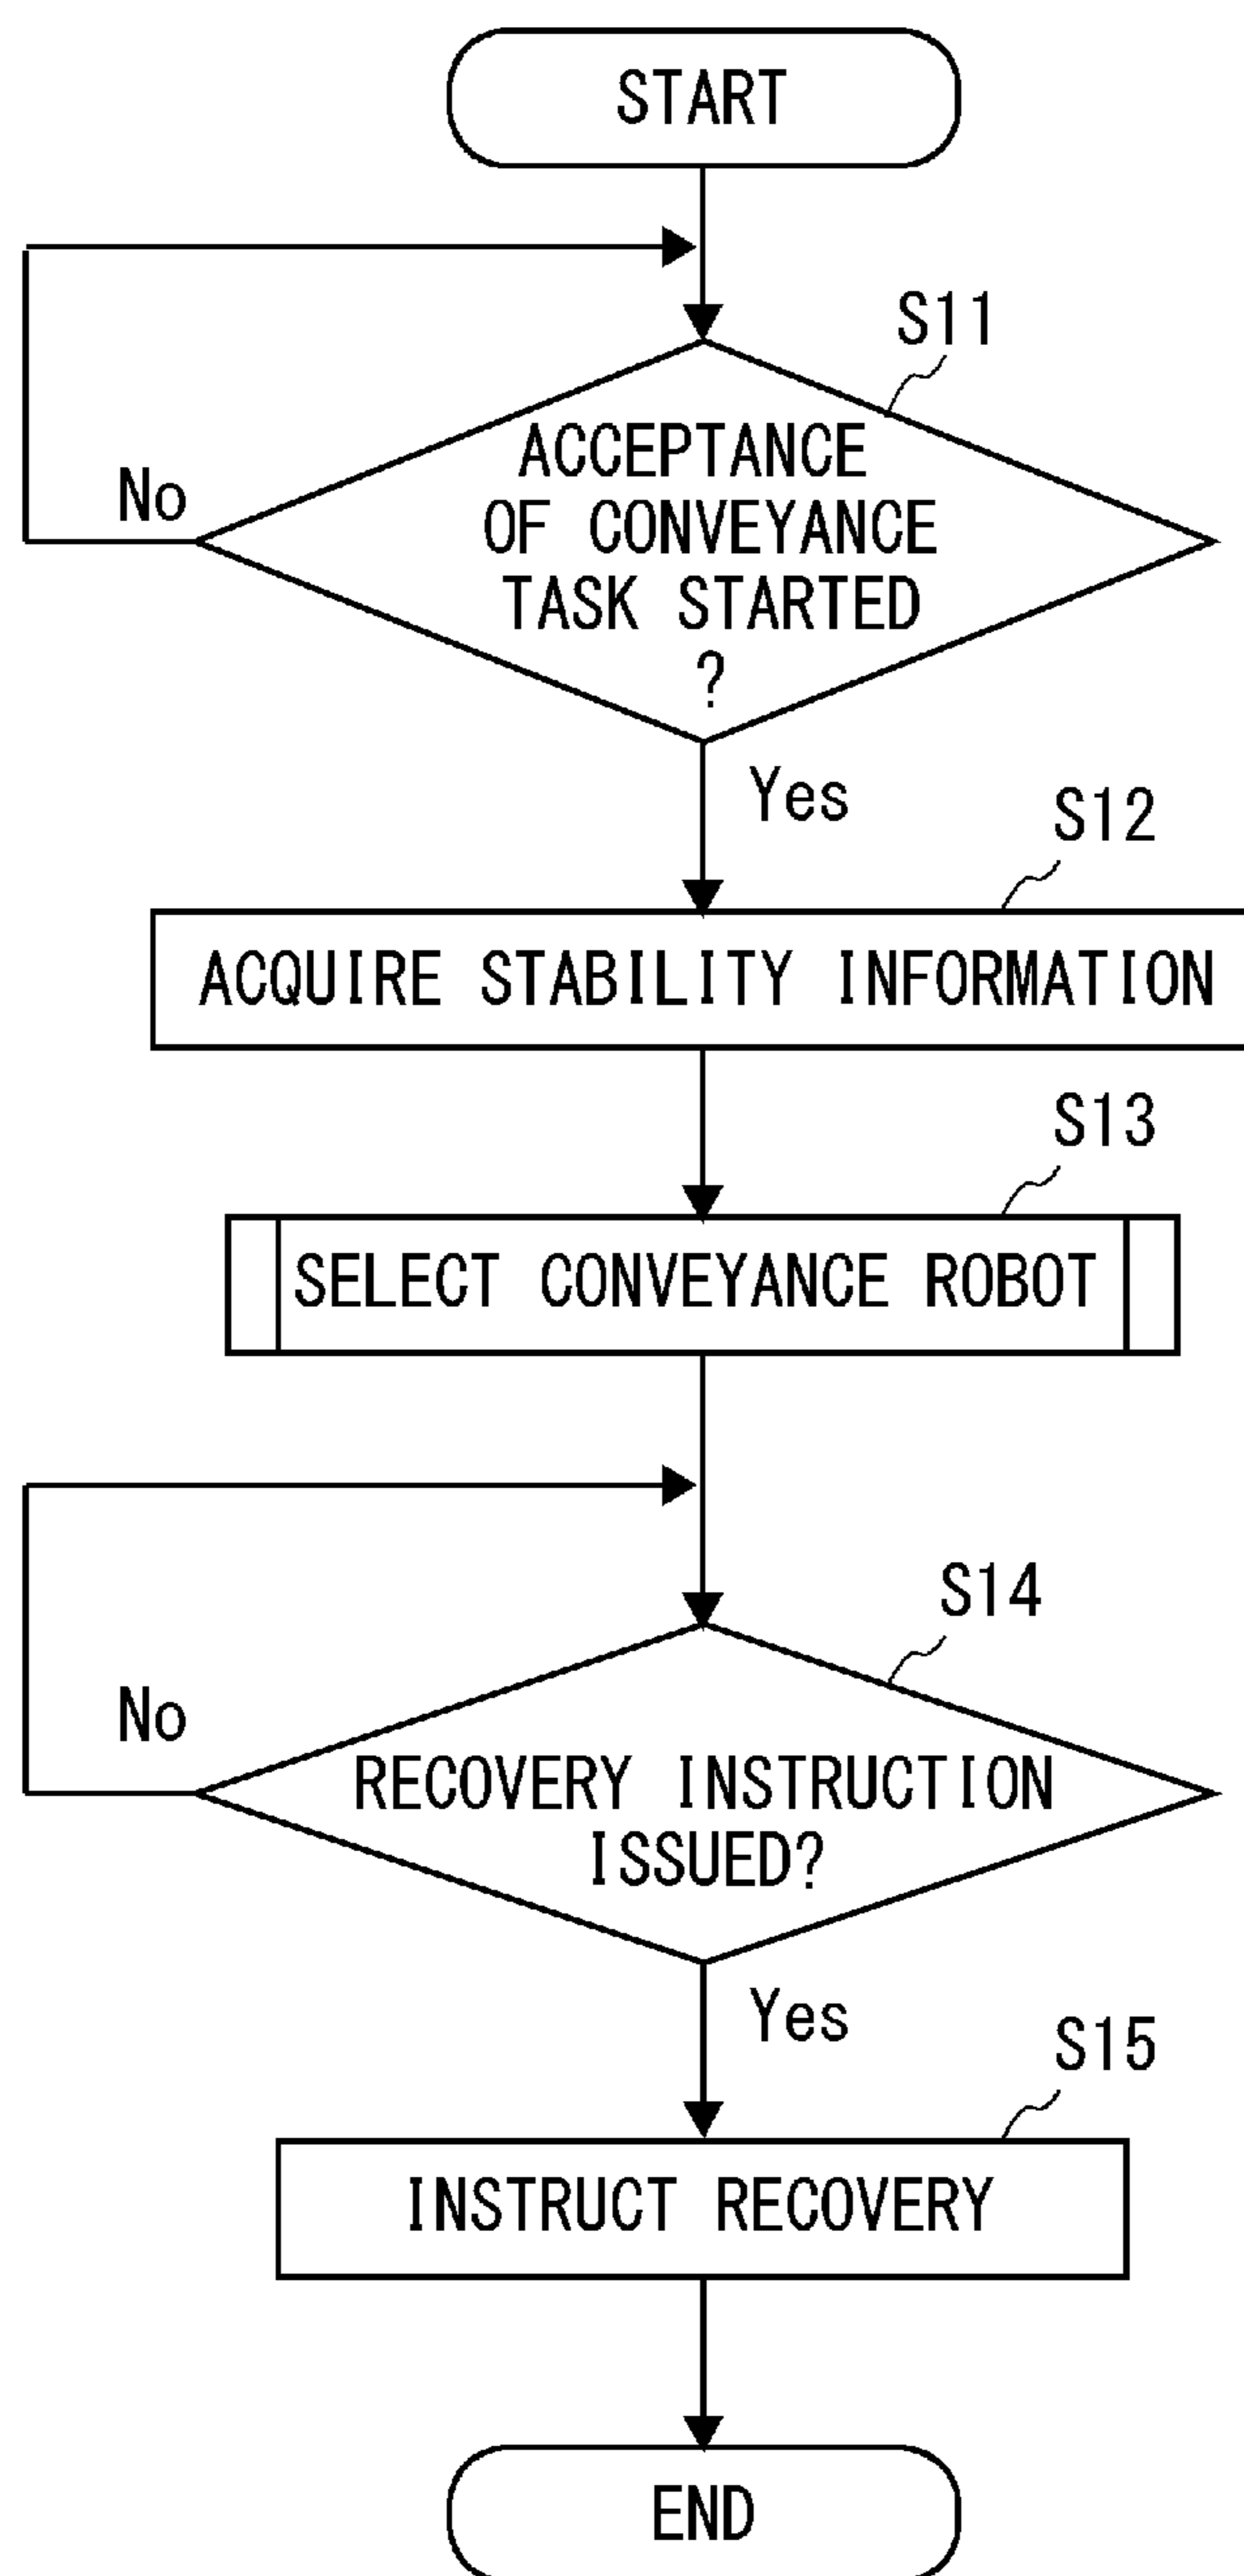 START
S11
ACCEPTANCE
OF CONVEYANCE
TASK STARTED
?
No
Yes
S12
ACQUIRE STABILITY INFORMATION
S13
SELECT CONVEYANCE ROBOT
S14
RECOVERY INSTRUCTION
ISSUED?
No
Yes
S15
INSTRUCT RECOVERY
END